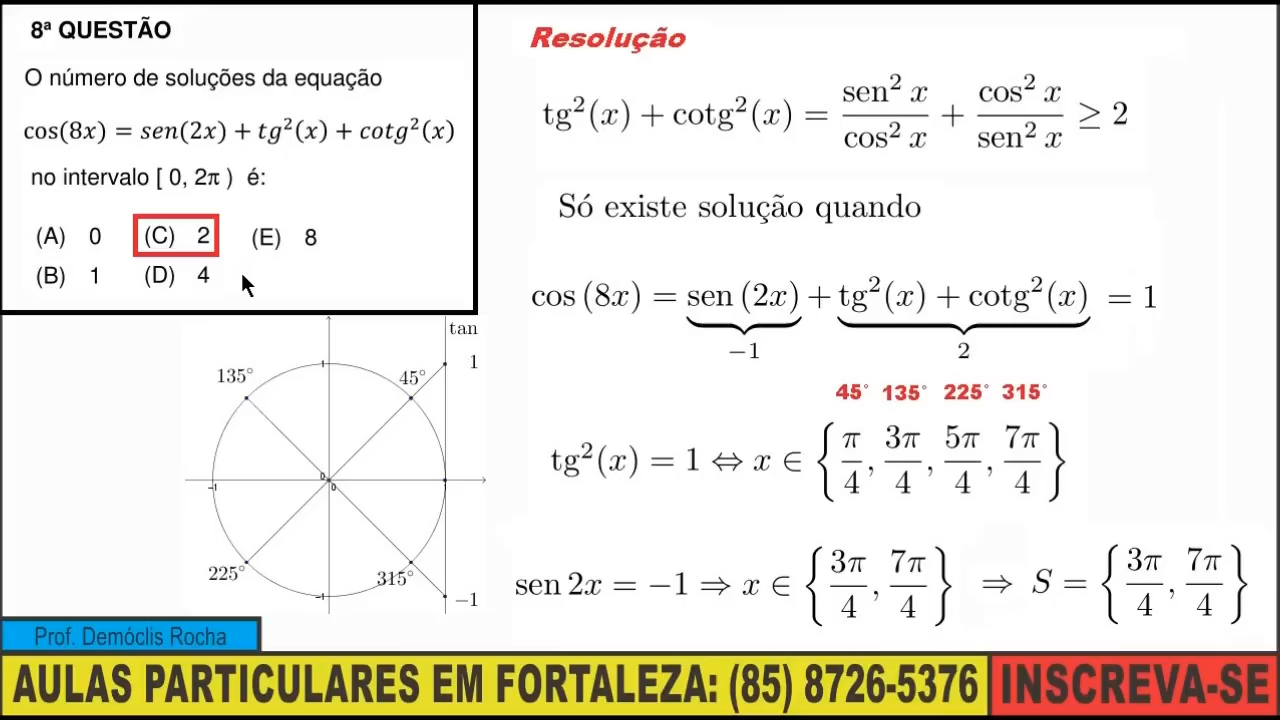 8ª QUESTÃO
O número de soluções da equação
cos(8x) = sen(2x) + tg²(x) + cotg²(x)
no intervalo [ 0, 2π ) é:
(A) 0 (C) 2 (E) 8
(B) 1 (D) 4
Resolução
tg²(x) + cotg²(x) = sen² x / cos² x + cos² x / sen² x ≥ 2
Só existe solução quando
cos (8x) = sen (2x) + tg²(x) + cotg²(x) = 1
−1 2
45° 135° 225° 315°
tg²(x) = 1 ⇔ x ∈ {π/4, 3π/4, 5π/4, 7π/4}
sen 2x = −1 ⇒ x ∈ {3π/4, 7π/4} ⇒ S = {3π/4, 7π/4}
tan
1 1
135° 45°
0
−1 0
225° 315°
−1 −1
Prof. Demóclis Rocha
AULAS PARTICULARES EM FORTALEZA: (85) 8726-5376 INSCREVA-SE